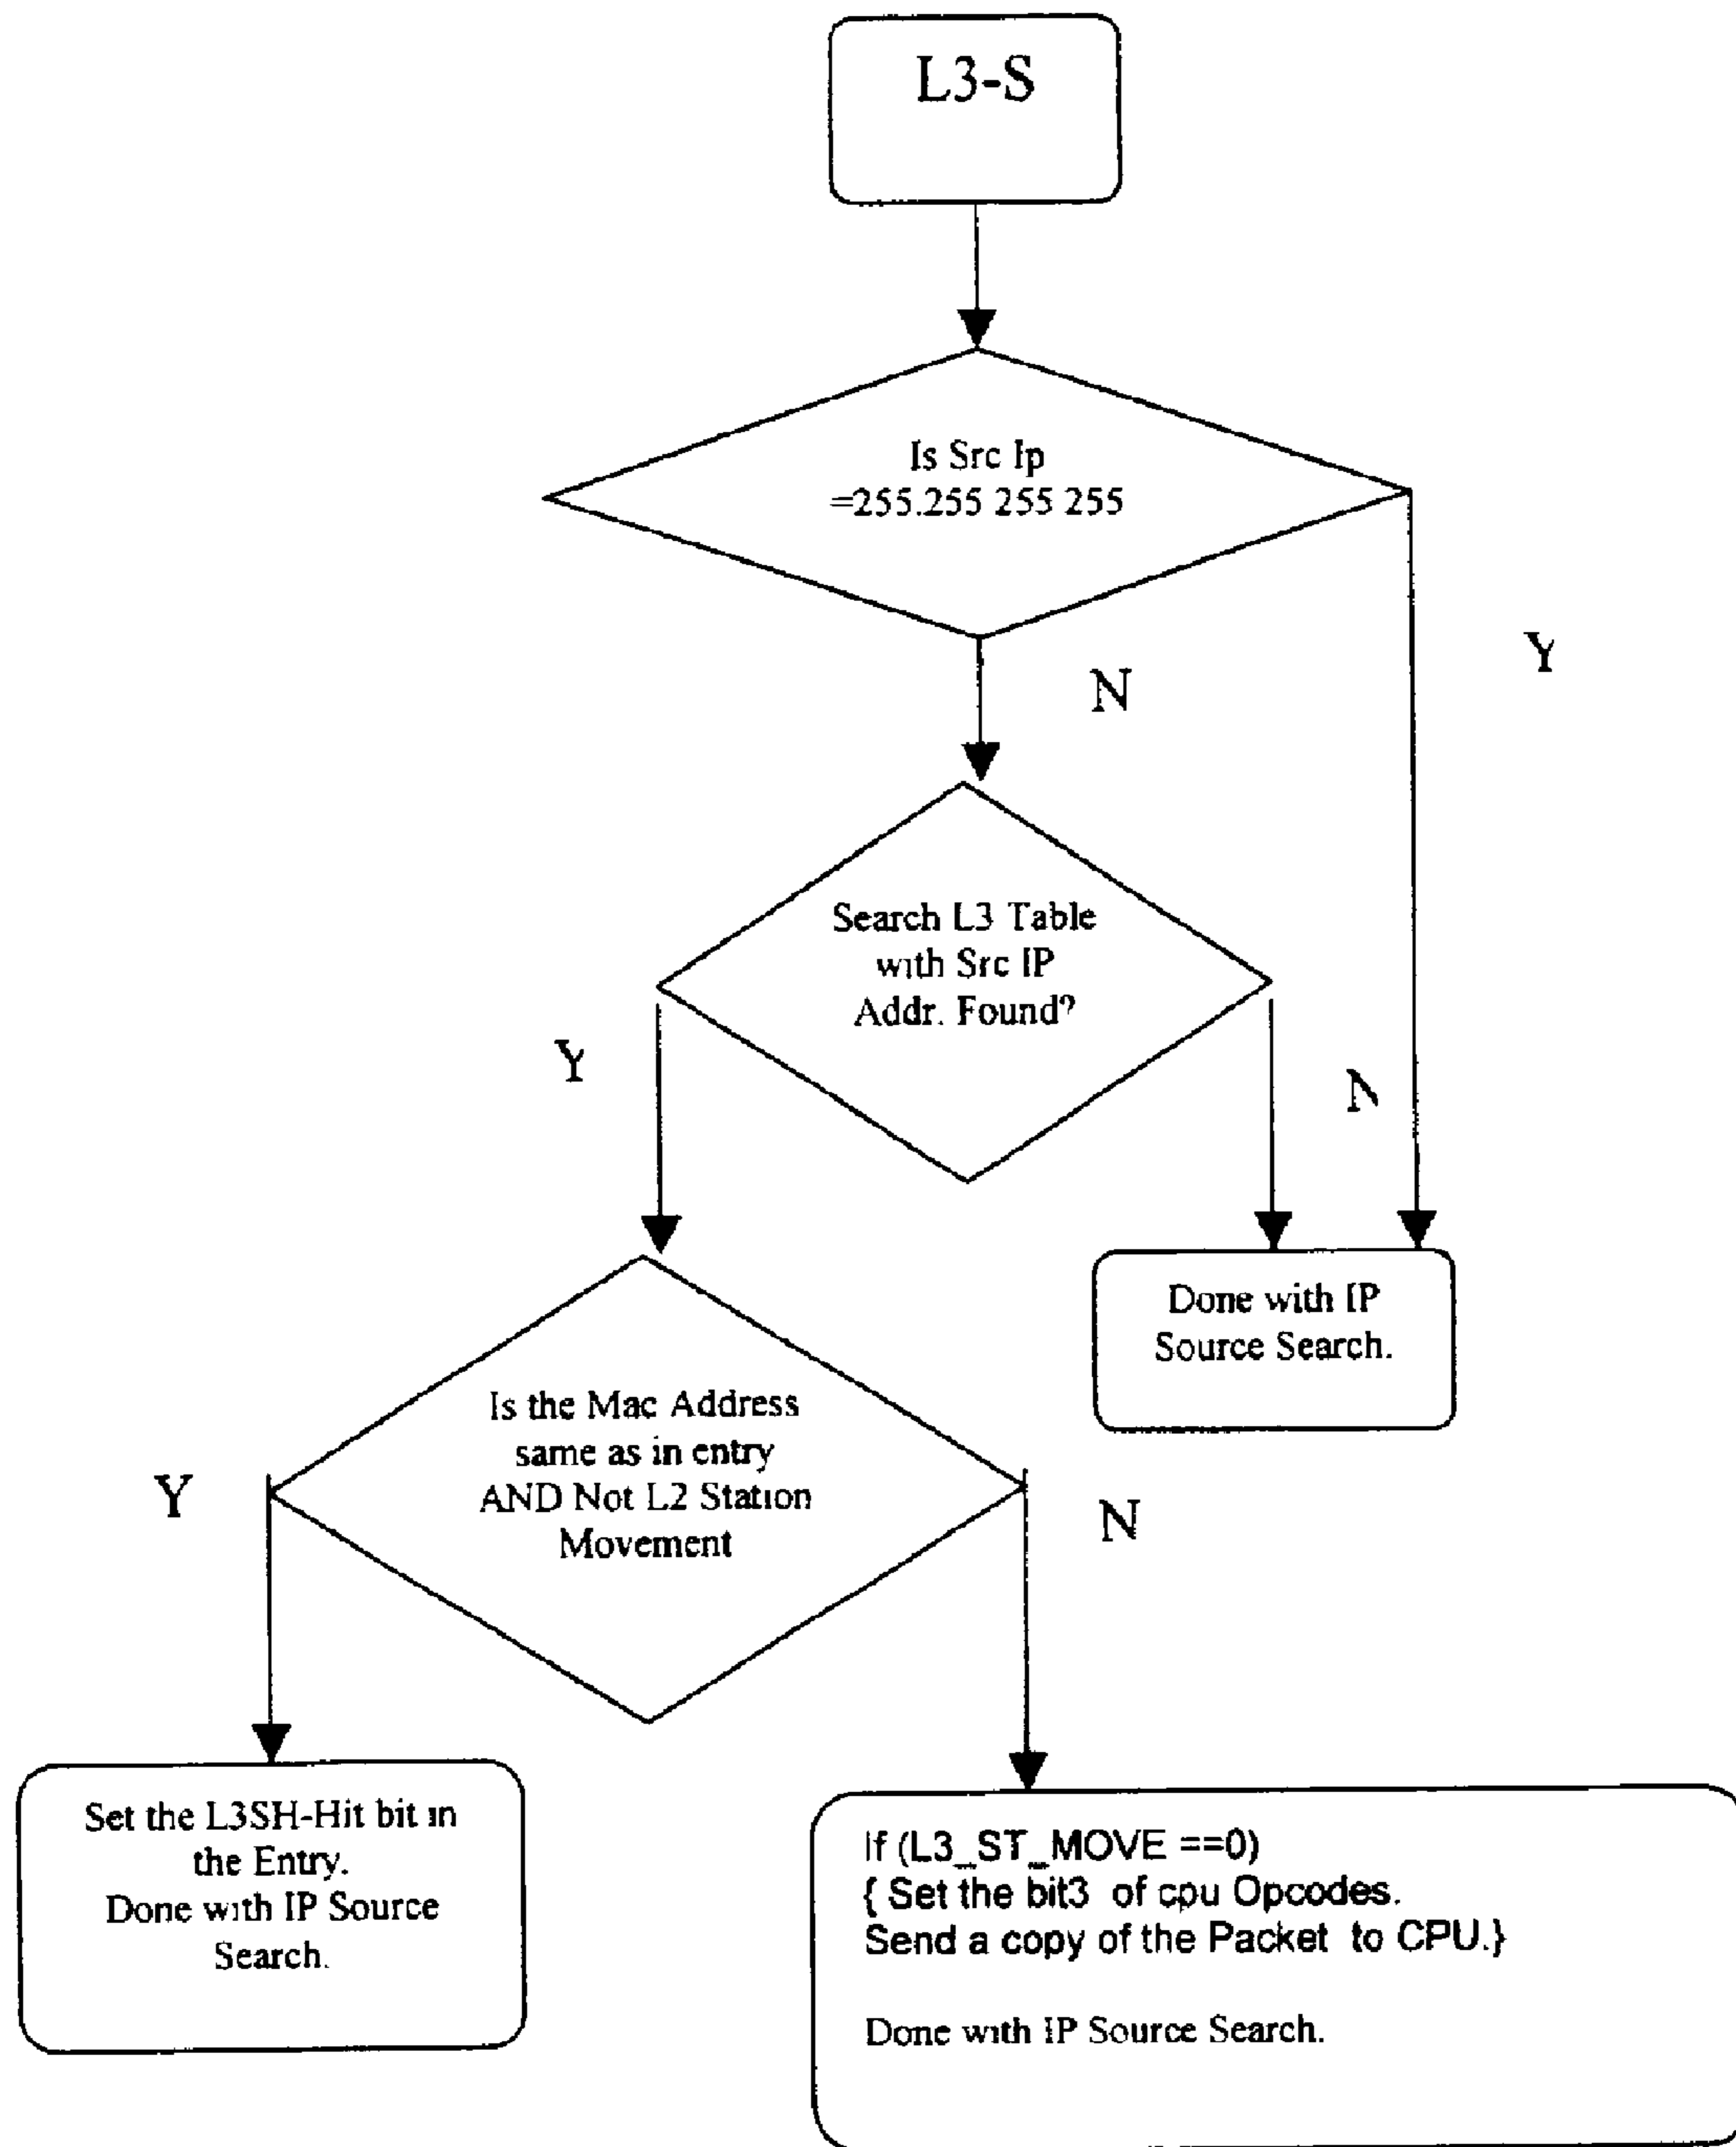 L3-S
Is Src Ip
=255.255 255 255
Y
N
Search L3 Table
with Src IP
Addr. Found?
Y
N
Done with IP
Source Search.
Is the Mac Address
same as in entry
AND Not L2 Station
Movement
Y
N
Set the L3SH-Hit bit in
the Entry.
Done with IP Source
Search.
If (L3_ST_MOVE ==0)
{ Set the bit3 of cpu Opcodes.
Send a copy of the Packet to CPU.}
Done with IP Source Search.